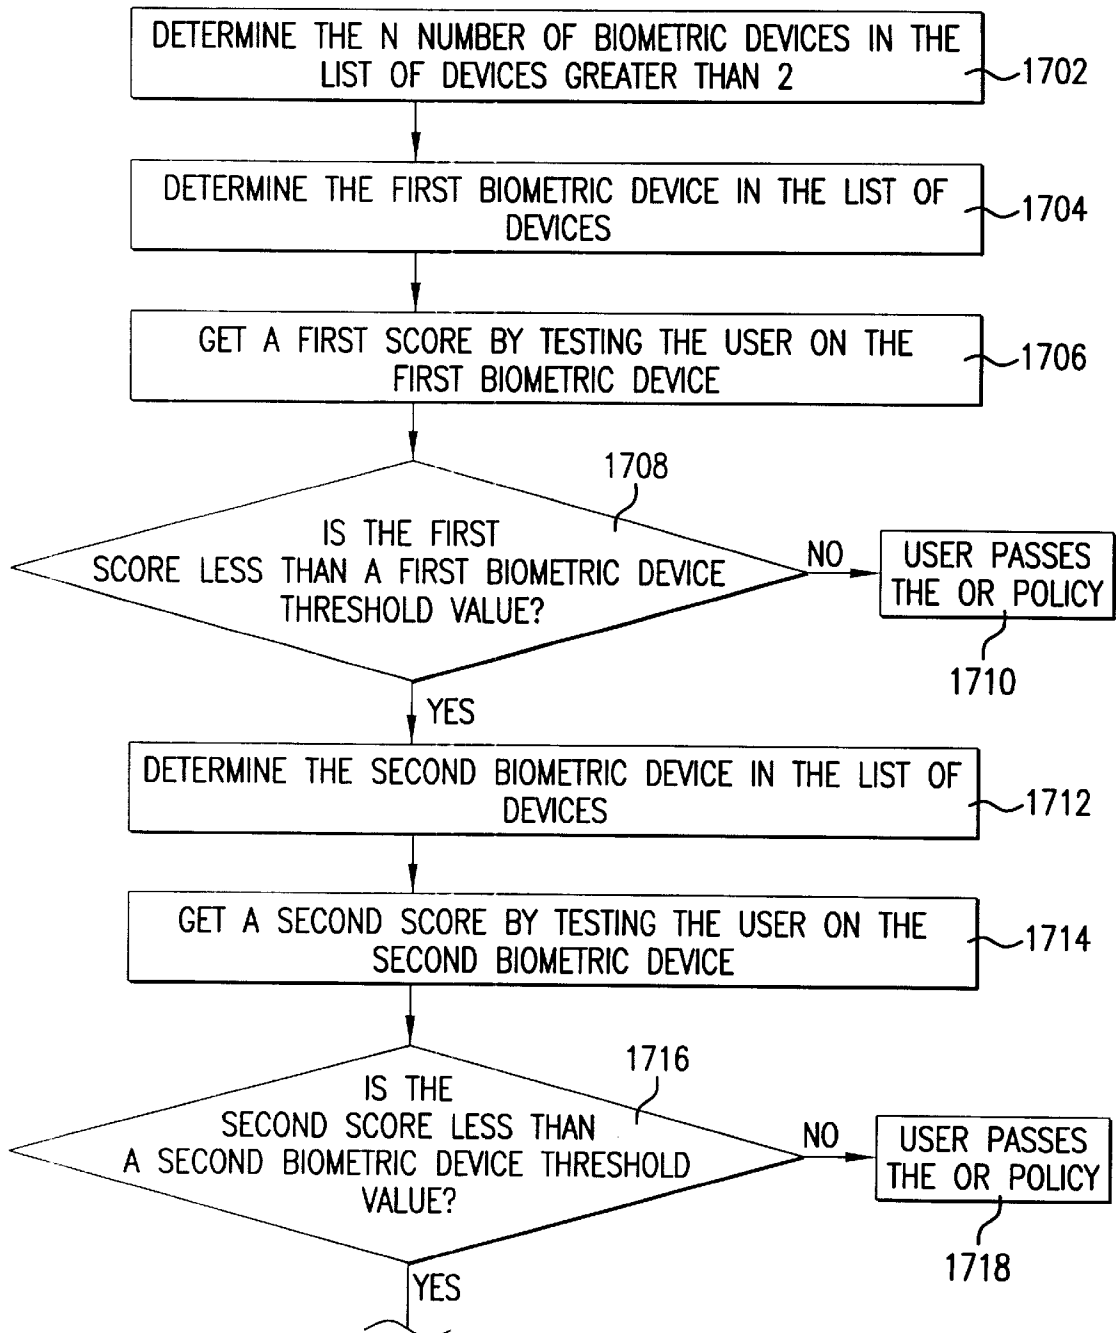 DETERMINE THE N NUMBER OF BIOMETRIC DEVICES IN THE
LIST OF DEVICES GREATER THAN 2
1702
DETERMINE THE FIRST BIOMETRIC DEVICE IN THE LIST OF
DEVICES
1704
GET A FIRST SCORE BY TESTING THE USER ON THE
FIRST BIOMETRIC DEVICE
1706
1708
IS THE FIRST
SCORE LESS THAN A FIRST BIOMETRIC DEVICE
THRESHOLD VALUE?
NO
USER PASSES
THE OR POLICY
1710
YES
DETERMINE THE SECOND BIOMETRIC DEVICE IN THE LIST OF
DEVICES
1712
GET A SECOND SCORE BY TESTING THE USER ON THE
SECOND BIOMETRIC DEVICE
1714
1716
IS THE
SECOND SCORE LESS THAN
A SECOND BIOMETRIC DEVICE THRESHOLD
VALUE?
NO
USER PASSES
THE OR POLICY
1718
YES